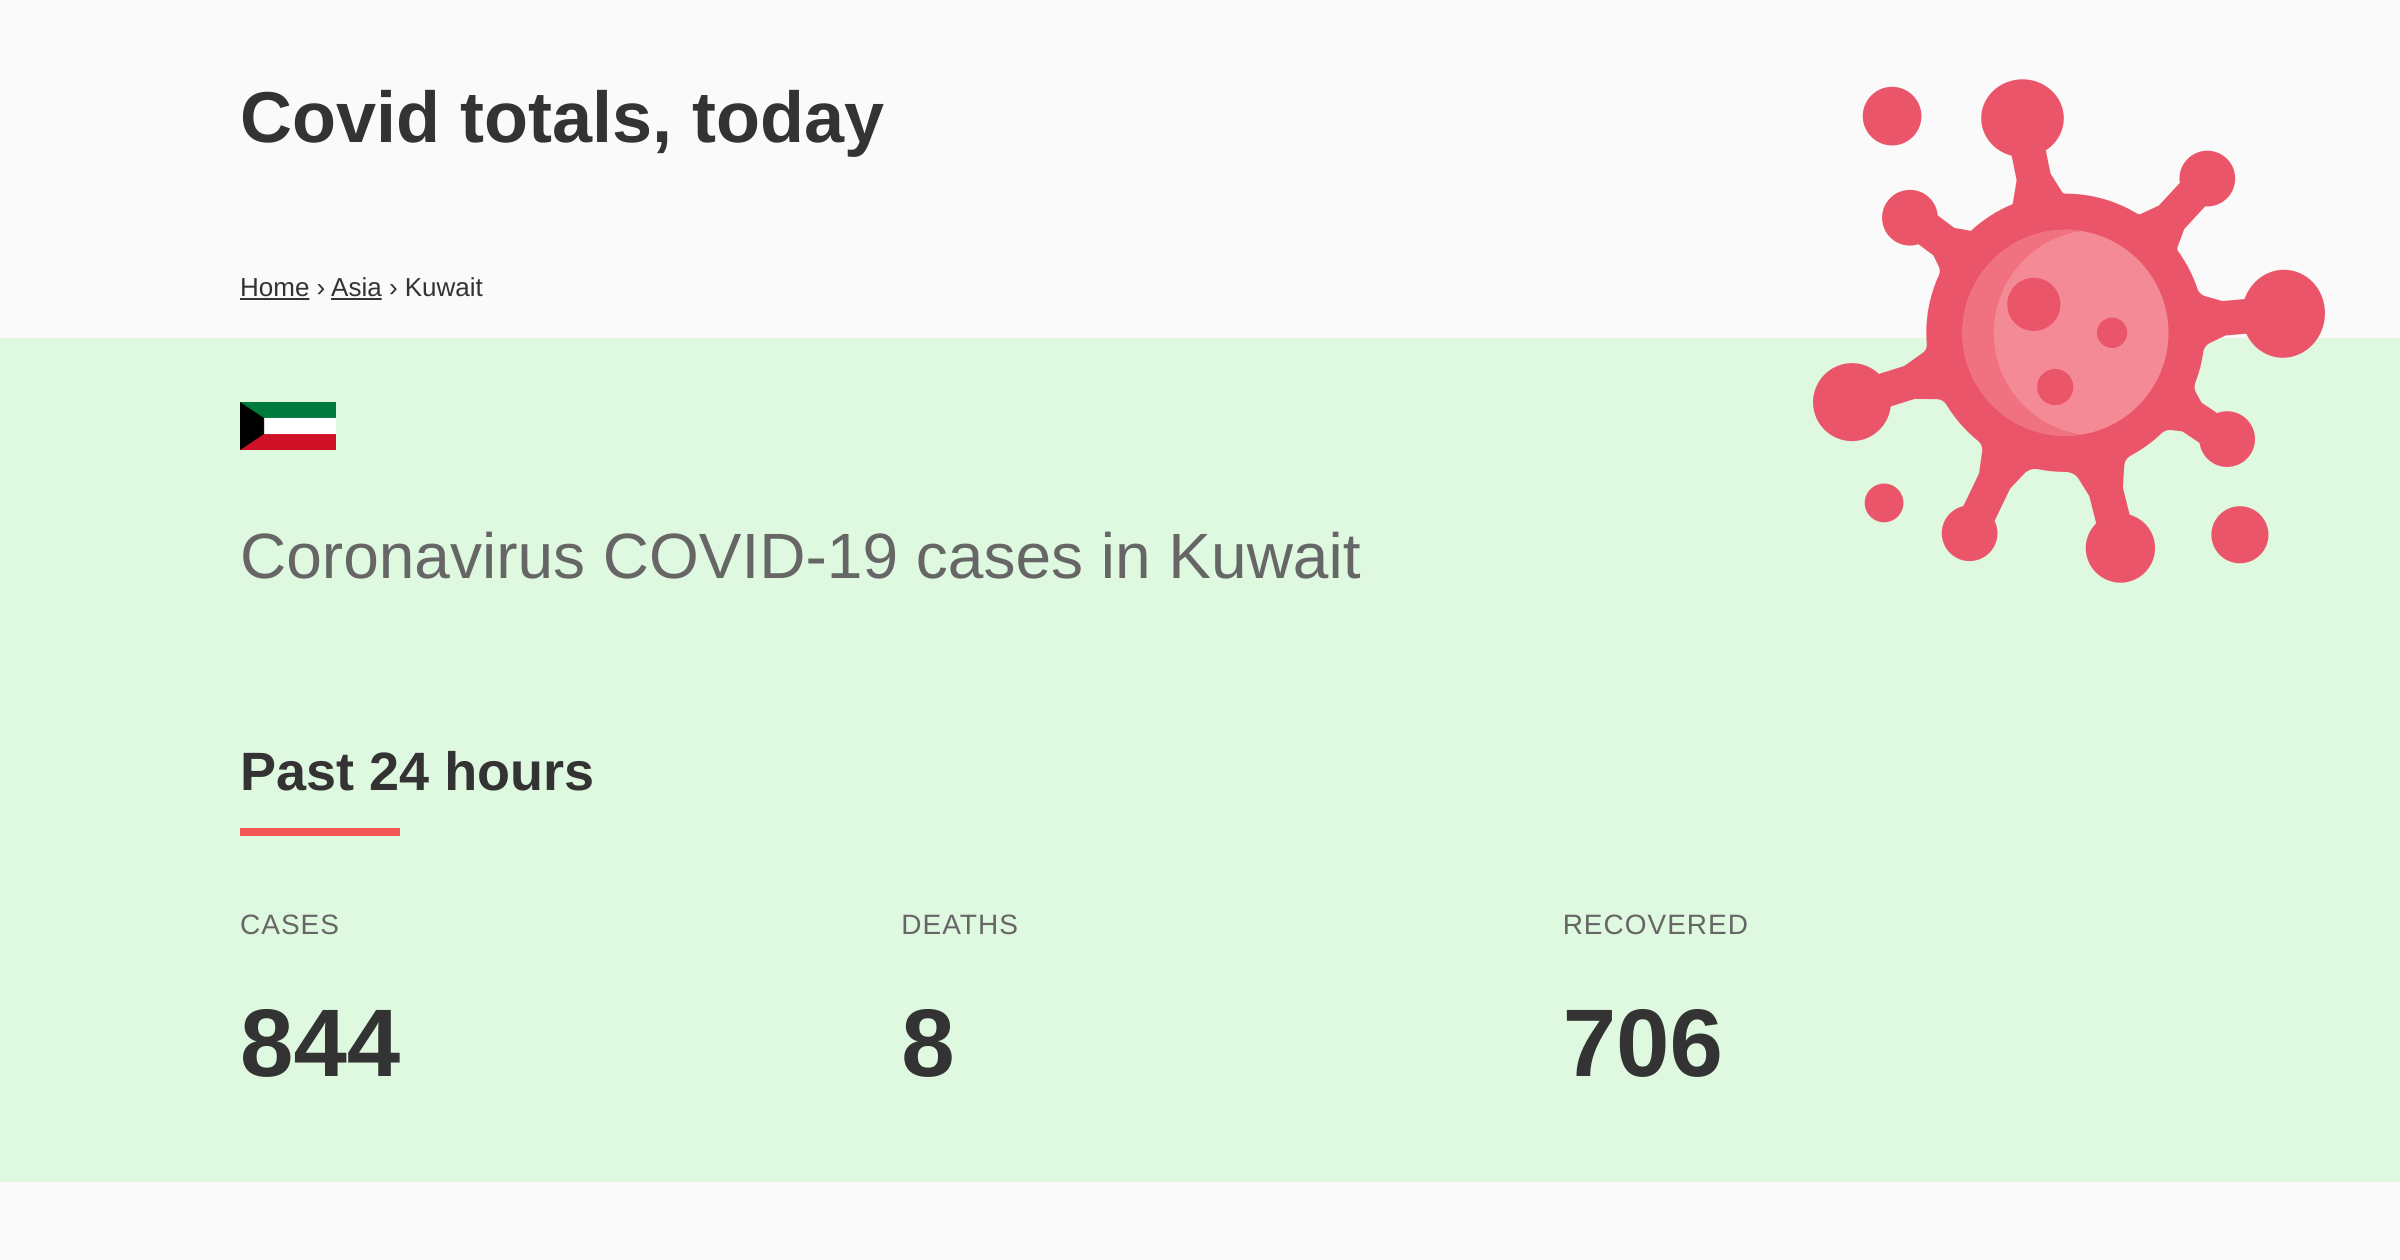 Covid totals, today
Home › Asia › Kuwait
Coronavirus COVID-19 cases in Kuwait
Past 24 hours
CASES DEATHS RECOVERED
844 8 706